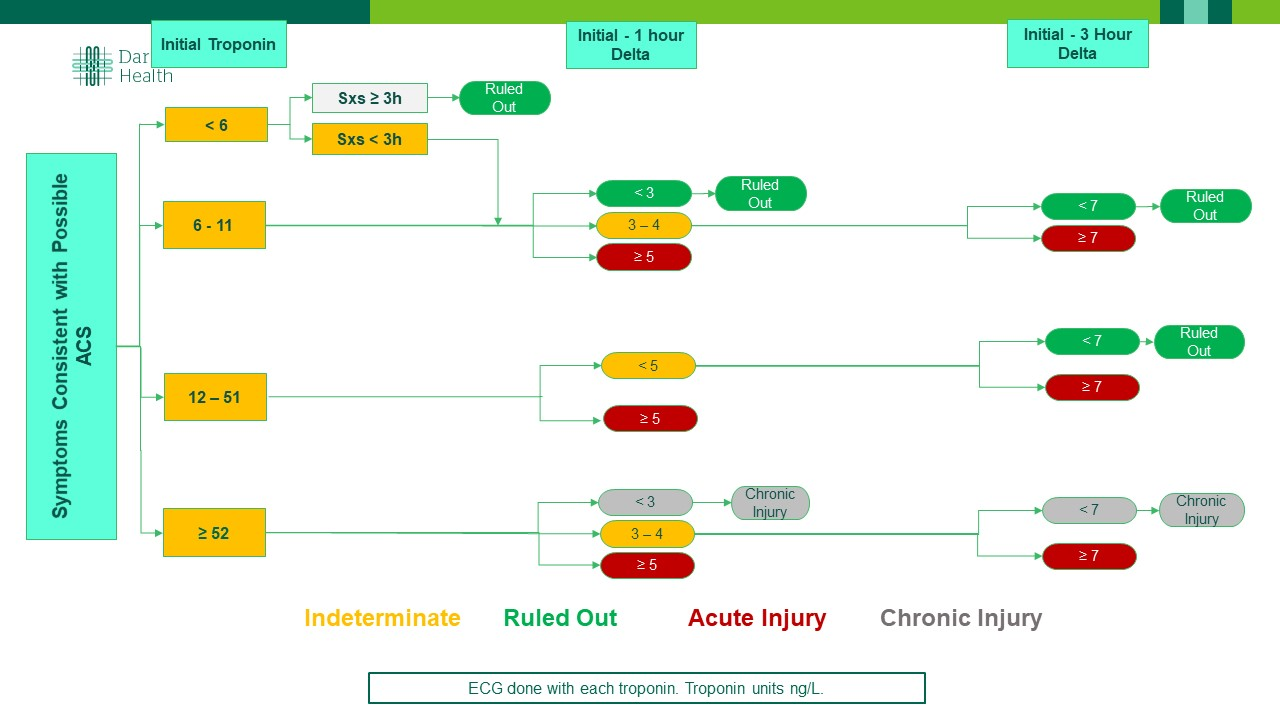 Initial Troponin
Initial - 1 hour
Delta
Initial - 3 Hour
Delta
Dar
Health
Symptoms Consistent with Possible
ACS
< 6
Sxs ≥ 3h
Ruled
Out
Sxs < 3h
6 - 11
< 3
Ruled
Out
3 – 4
≥ 5
< 7
Ruled
Out
≥ 7
12 – 51
< 5
≥ 5
< 7
Ruled
Out
≥ 7
≥ 52
< 3
Chronic
Injury
3 – 4
≥ 5
< 7
Chronic
Injury
≥ 7
Indeterminate
Ruled Out
Acute Injury
Chronic Injury
ECG done with each troponin. Troponin units ng/L.